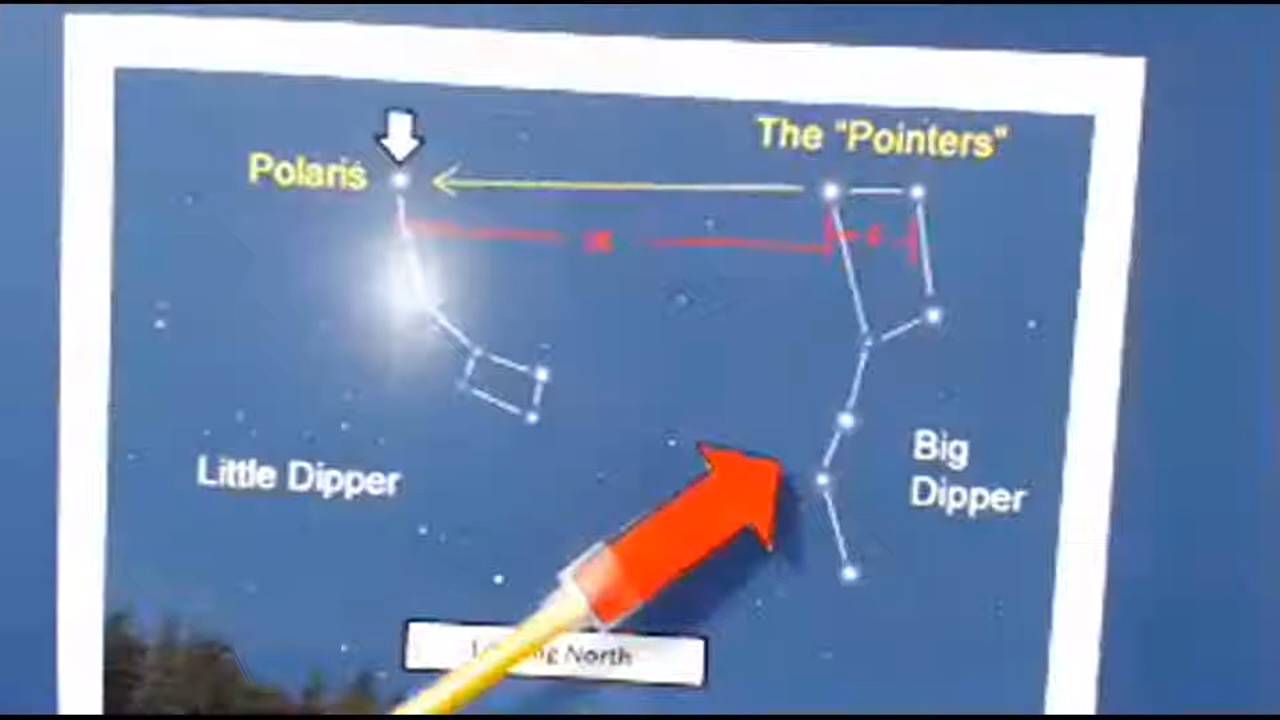 The "Pointers"
Polaris
Little Dipper
Big
Dipper
North